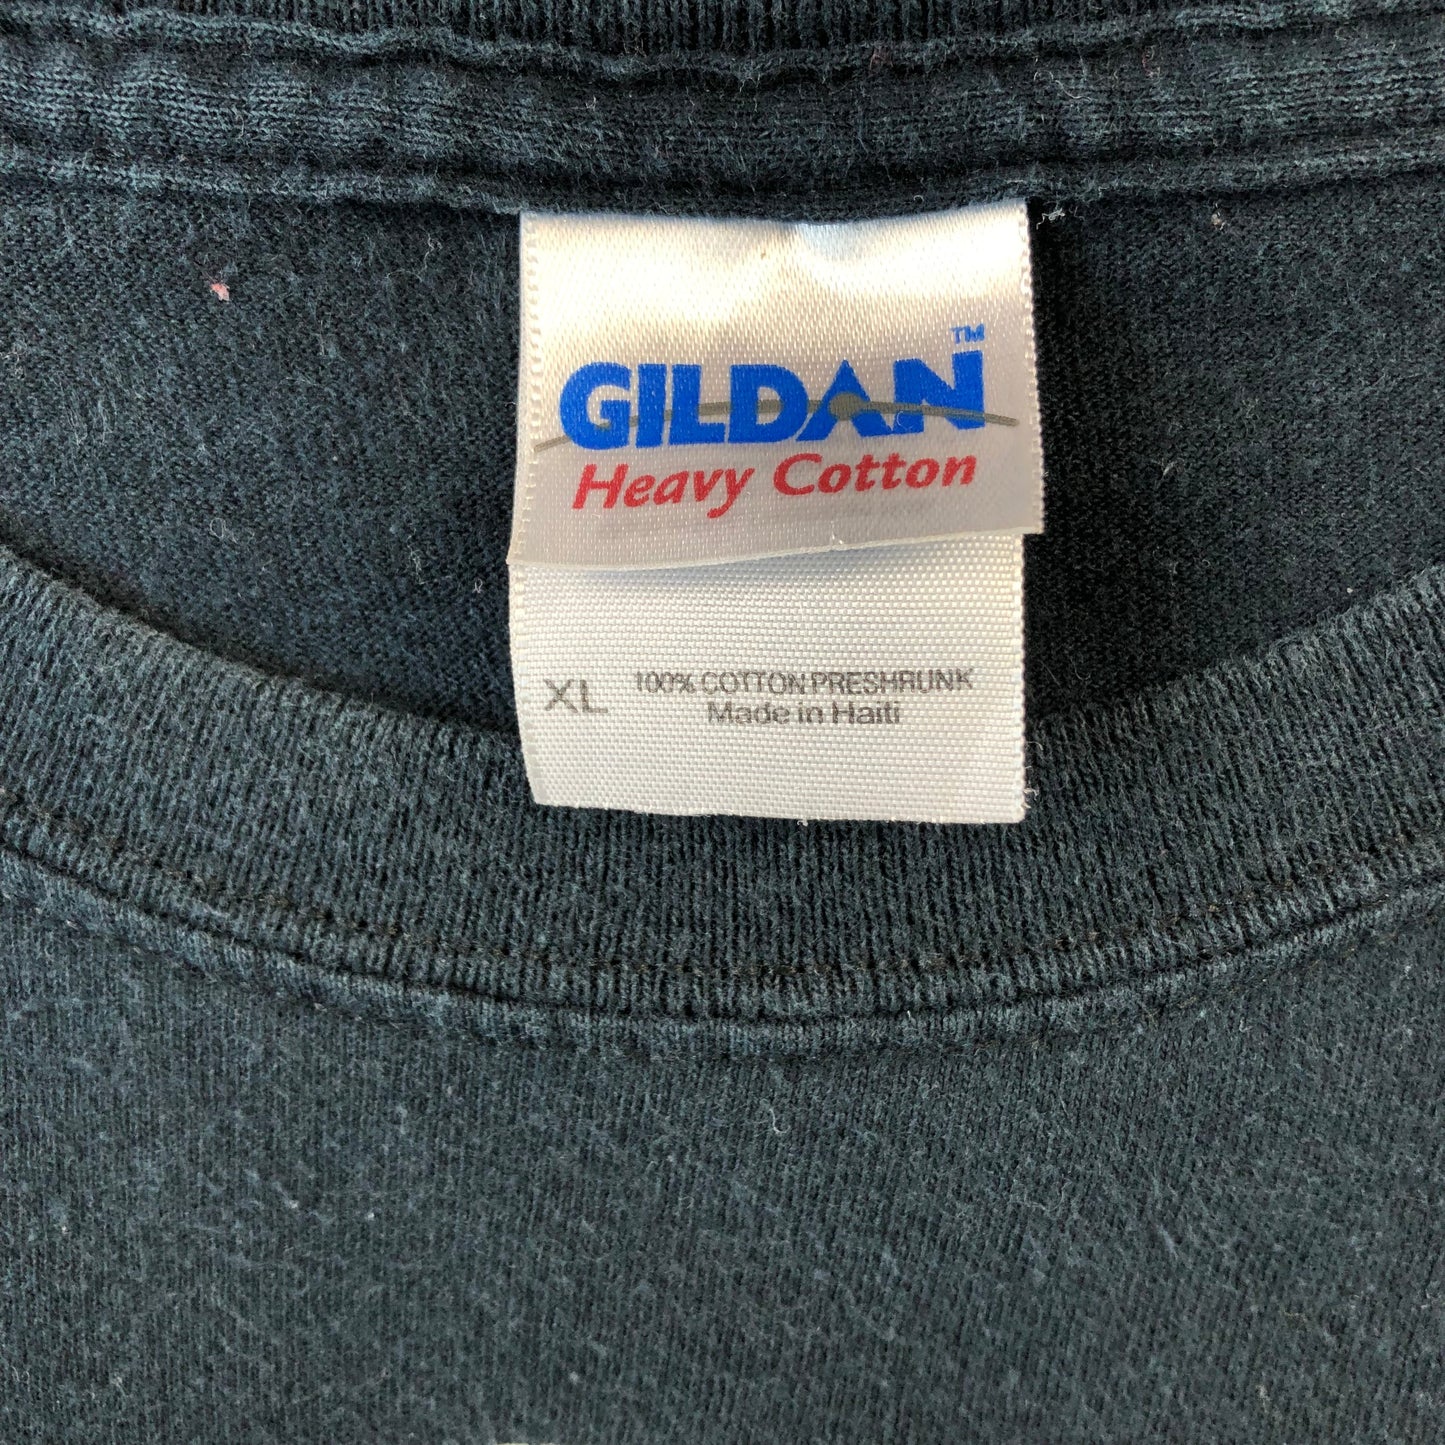 GILDAN™
Heavy Cotton
XL 100% COTTON PRESHRUNK
Made in Haiti